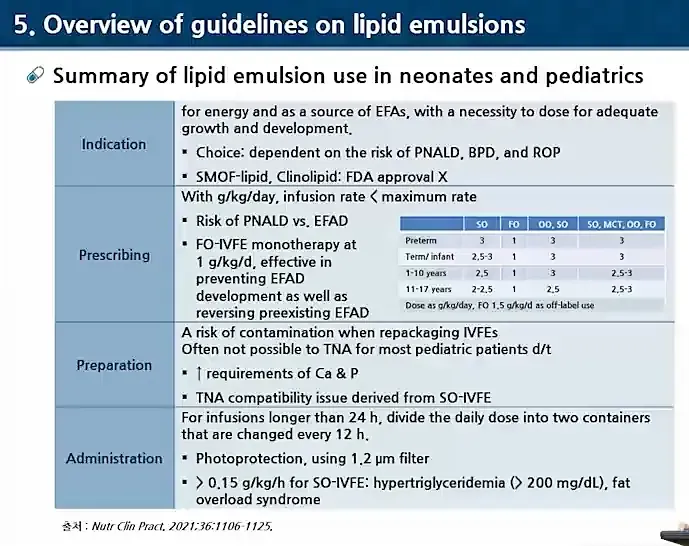 5. Overview of guidelines on lipid emulsions
Summary of lipid emulsion use in neonates and pediatrics
Indication
for energy and as a source of EFAs, with a necessity to dose for adequate
growth and development.
▪ Choice: dependent on the risk of PNALD, BPD, and ROP
▪ SMOF-lipid, Clinolipid: FDA approval X
Prescribing
With g/kg/day, infusion rate < maximum rate
▪ Risk of PNALD vs. EFAD
▪ FO-IVFE monotherapy at
1 g/kg/d, effective in
preventing EFAD
development as well as
reversing preexisting EFAD
SO FO OO, SO SO, MCT, OO, FO
Preterm 3 1 3 3
Term/ infant 2.5-3 1 3 3
1-10 years 2.5 1 3 2.5-3
11-17 years 2-2.5 1 2.5 2.5-3
Dose as g/kg/day, FO 1.5 g/kg/d as off-label use
Preparation
A risk of contamination when repackaging IVFEs
Often not possible to TNA for most pediatric patients d/t
▪ ↑ requirements of Ca & P
▪ TNA compatibility issue derived from SO-IVFE
Administration
For infusions longer than 24 h, divide the daily dose into two containers
that are changed every 12 h.
▪ Photoprotection, using 1.2 μm filter
▪ > 0.15 g/kg/h for SO-IVFE: hypertriglyceridemia (> 200 mg/dL), fat
overload syndrome
출처 : Nutr Clin Pract. 2021;36:1106-1125.